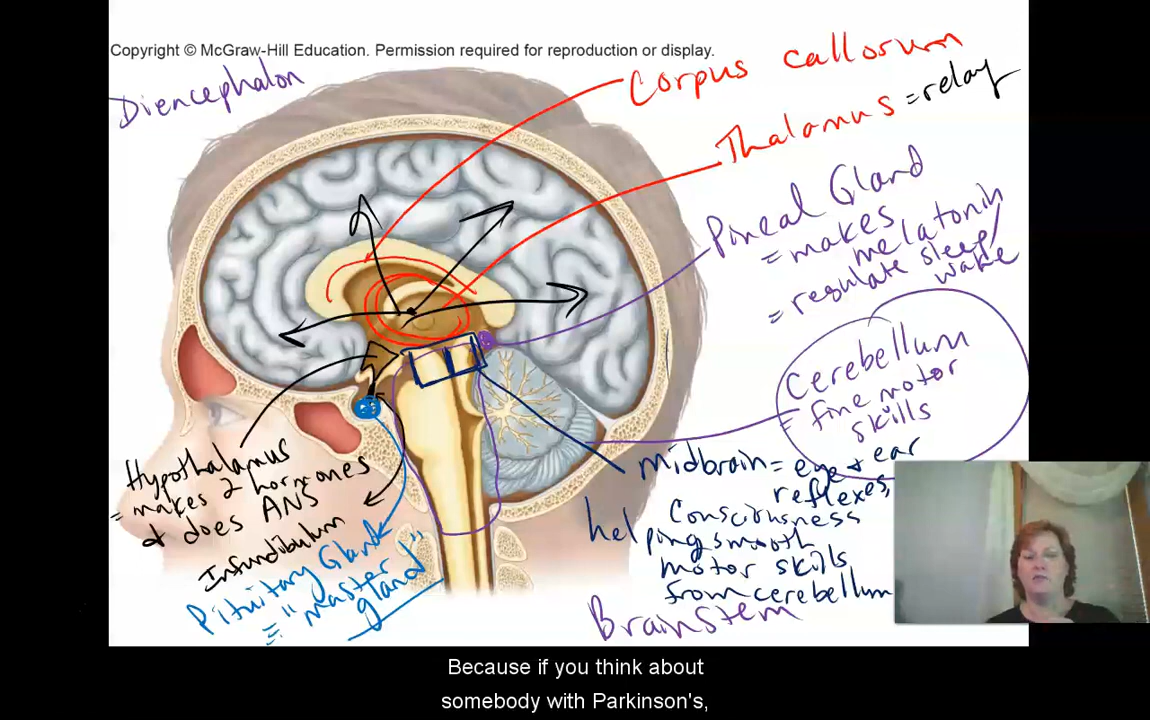 Copyright © McGraw-Hill Education. Permission required for reproduction or display.
Diencephalon
Corpus callorum
Thalamus = relay
Pineal Gland
= makes
melatonin
= regulate sleep/
wake
Cerebellum
= fine motor
skills
midbrain = eye + ear
reflexes,
Consciousness
helping smooth
motor skills
from cerebellum
Brainstem
Hypothalamus
= makes 2 hormones
& does ANS
Infundibulum
Pituitary Gland
= "master
gland"
Because if you think about
somebody with Parkinson's,